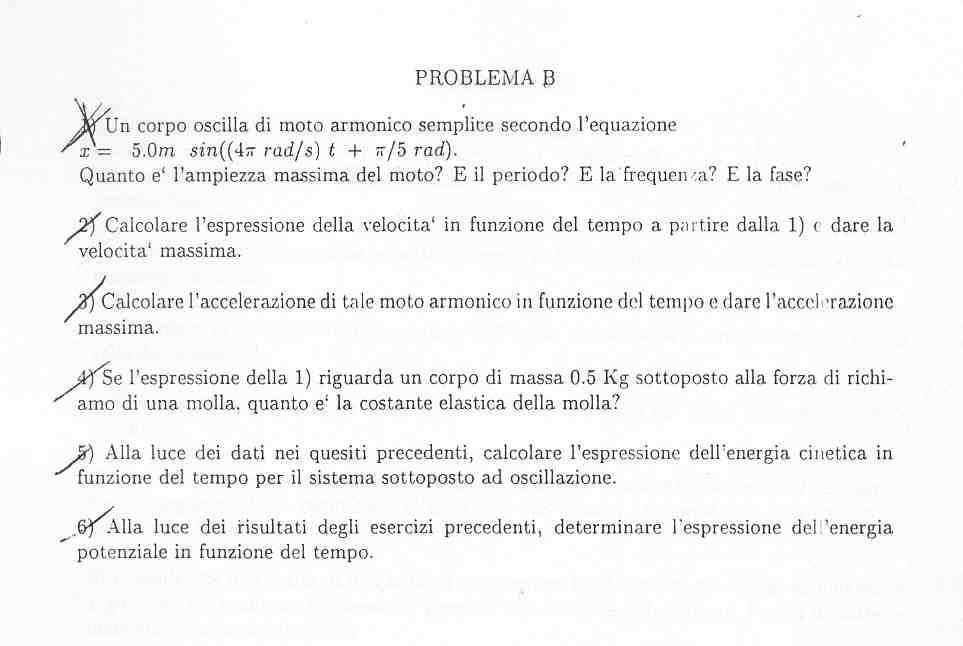 PROBLEMA B
1) Un corpo oscilla di moto armonico semplice secondo l'equazione
x = 5.0m sin((4π rad/s) t + π/5 rad).
Quanto e' l'ampiezza massima del moto? E il periodo? E la frequenza? E la fase?
2) Calcolare l'espressione della velocita' in funzione del tempo a partire dalla 1) e dare la
velocita' massima.
3) Calcolare l'accelerazione di tale moto armonico in funzione del tempo e dare l'accelerazione
massima.
4) Se l'espressione della 1) riguarda un corpo di massa 0.5 Kg sottoposto alla forza di richi-
amo di una molla, quanto e' la costante elastica della molla?
5) Alla luce dei dati nei quesiti precedenti, calcolare l'espressione dell'energia cinetica in
funzione del tempo per il sistema sottoposto ad oscillazione.
6) Alla luce dei risultati degli esercizi precedenti, determinare l'espressione dell'energia
potenziale in funzione del tempo.